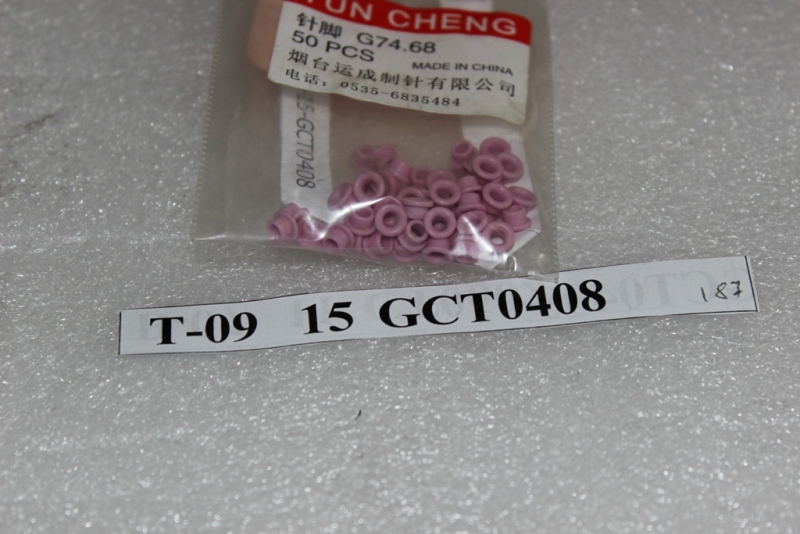 YUN CHENG
针脚 G74.68
50 PCS
MADE IN CHINA
烟台运成制针有限公司
电话：0535-6835484
15-GCT0408
T-09 15 GCT0408
187